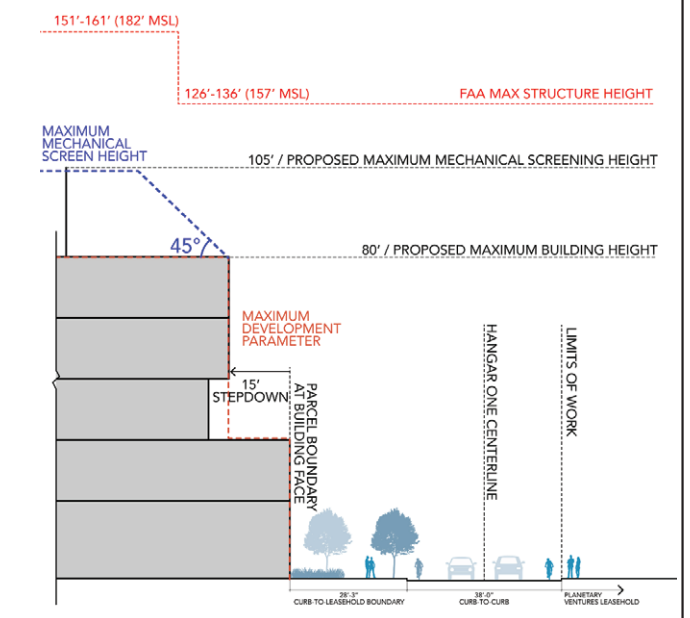 151'-161' (182' MSL)
126'-136' (157' MSL)
FAA MAX STRUCTURE HEIGHT
MAXIMUM
MECHANICAL
SCREEN HEIGHT
105' / PROPOSED MAXIMUM MECHANICAL SCREENING HEIGHT
45°
80' / PROPOSED MAXIMUM BUILDING HEIGHT
MAXIMUM
DEVELOPMENT
PARAMETER
15'
STEPDOWN
PARCEL BOUNDARY
AT BUILDING FACE
HANGAR ONE CENTERLINE
LIMITS OF WORK
28'-3"
CURB-TO-LEASEHOLD BOUNDARY
38'-0"
CURB-TO-CURB
PLANETARY
VENTURES LEASEHOLD